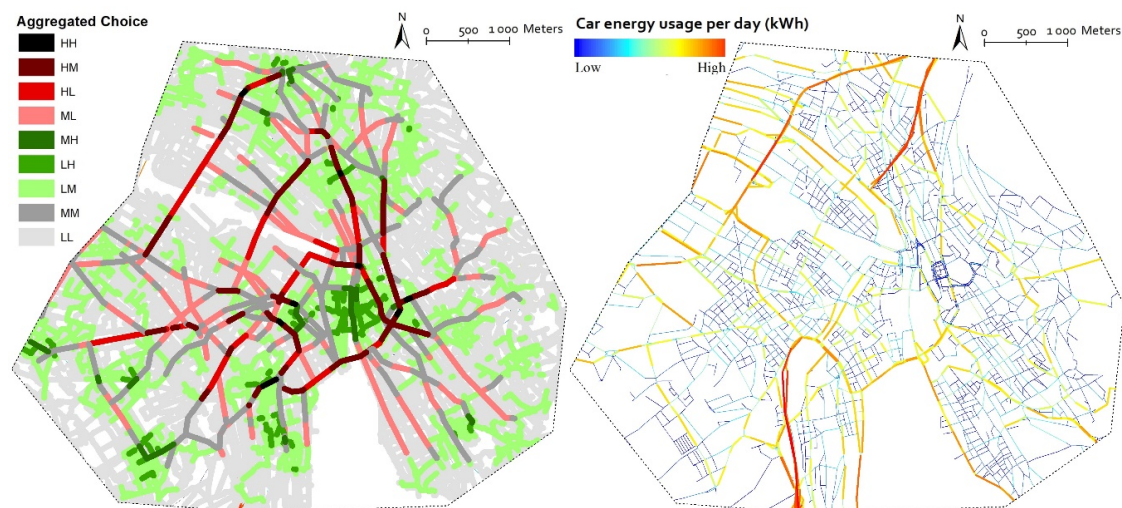 Aggregated Choice
HH
HM
HL
ML
MH
LH
LM
MM
LL
N
0 500 1 000 Meters
Car energy usage per day (kWh)
Low High
N
0 500 1 000 Meters